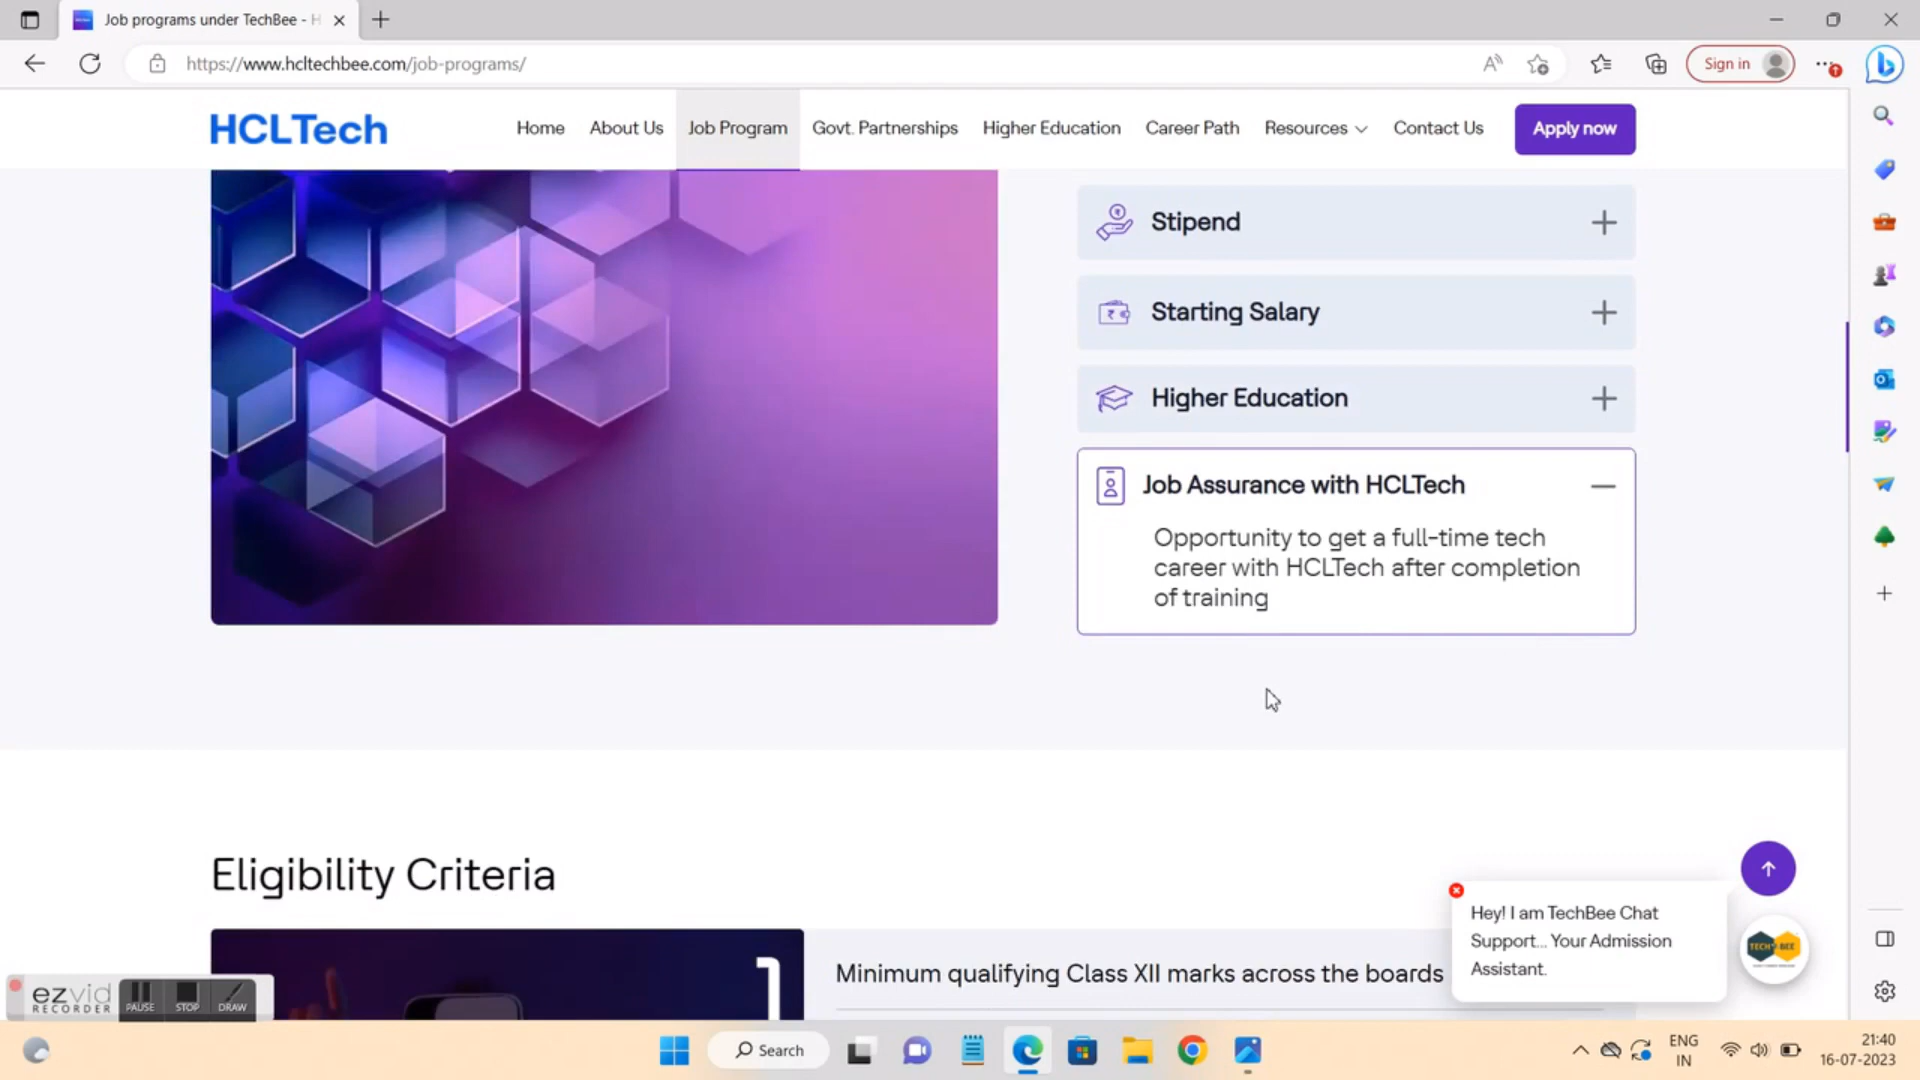 Job programs under TechBee - H
https://www.hcltechbee.com/job-programs/
Sign in
HCLTech
Home
About Us
Job Program
Govt. Partnerships
Higher Education
Career Path
Resources
Contact Us
Apply now
Stipend
Starting Salary
Higher Education
Job Assurance with HCLTech
Opportunity to get a full-time tech
career with HCLTech after completion
of training
Eligibility Criteria
1
Minimum qualifying Class XII marks across the boards
Hey! I am TechBee Chat
Support... Your Admission
Assistant.
TECH BEE
ezvid
RECORDER
PAUSE
STOP
DRAW
Search
ENG
IN
21:40
16-07-2023